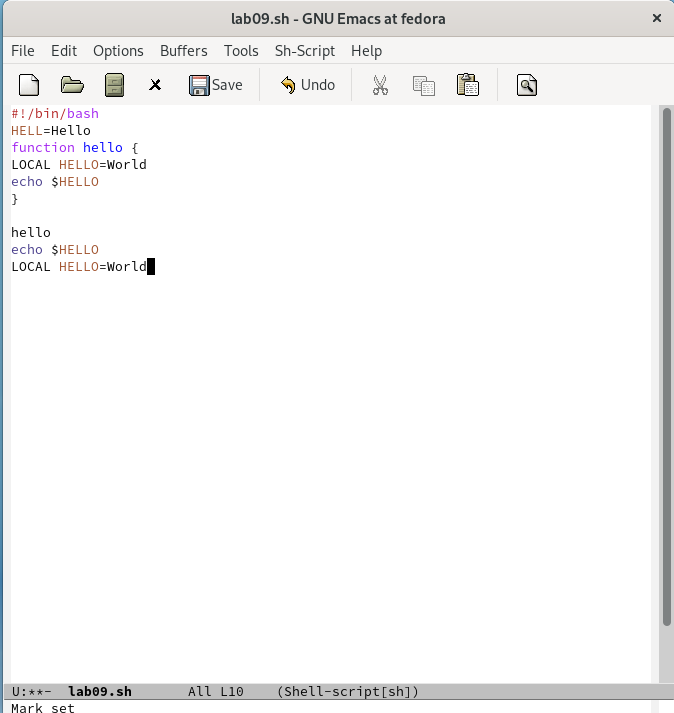 lab09.sh - GNU Emacs at fedora
File Edit Options Buffers Tools Sh-Script Help
Save Undo
#!/bin/bash
HELL=Hello
function hello {
LOCAL HELLO=World
echo $HELLO
}
hello
echo $HELLO
LOCAL HELLO=World
U:**- lab09.sh All L10 (Shell-script[sh])
Mark set